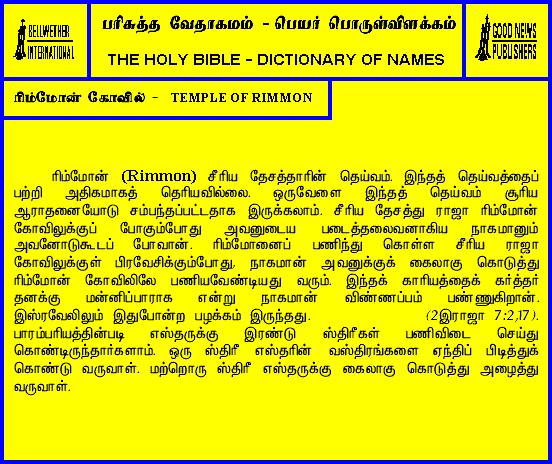 BELLWETHER
INTERNATIONAL
பரிசுத்த வேதாகமம் - பெயர் பொருள்விளக்கம்
THE HOLY BIBLE - DICTIONARY OF NAMES
GOOD NEWS
PUBLISHERS
ரிம்மோன் கோவில் - TEMPLE OF RIMMON
ரிம்மோன் (Rimmon) சீரிய தேசத்தாரின் தெய்வம். இந்தத் தெய்வத்தைப்
பற்றி அதிகமாகத் தெரியவில்லை. ஒருவேளை இந்தத் தெய்வம் சூரிய
ஆராதனையோடு சம்பந்தப்பட்டதாக இருக்கலாம். சீரிய தேசத்து ராஜா ரிம்மோன்
கோவிலுக்குப் போகும்போது அவனுடைய படைத்தலைவனாகிய நாகமானும்
அவனோடுகூடப் போவான். ரிம்மோனைப் பணிந்து கொள்ள சீரிய ராஜா
கோவிலுக்குள் பிரவேசிக்கும்போது, நாகமான் அவனுக்குக் கைலாகு கொடுத்து
ரிம்மோன் கோவிலிலே பணியவேண்டியது வரும். இந்தக் காரியத்தைக் கர்த்தர்
தனக்கு மன்னிப்பாராக என்று நாகமான் விண்ணப்பம் பண்ணுகிறான்.
இஸ்ரவேலிலும் இதுபோன்ற பழக்கம் இருந்தது. (2இராஜா 7:2,17).
பாரம்பரியத்தின்படி எஸ்தருக்கு இரண்டு ஸ்திரீகள் பணிவிடை செய்து
கொண்டிருந்தார்களாம். ஒரு ஸ்திரீ எஸ்தரின் வஸ்திரங்களை ஏந்திப் பிடித்துக்
கொண்டு வருவாள். மற்றொரு ஸ்திரீ எஸ்தருக்கு கைலாகு கொடுத்து அழைத்து
வருவாள்.